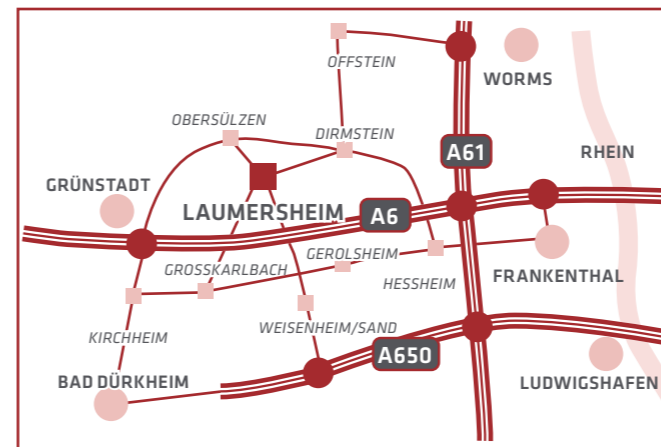 OFFSTEIN
WORMS
OBERSÜLZEN
DIRMSTEIN
A61
RHEIN
GRÜNSTADT
LAUMERSHEIM
A6
GROSSKARLBACH
GEROLSHEIM
HESSHEIM
FRANKENTHAL
KIRCHHEIM
WEISENHEIM/SAND
A650
BAD DÜRKHEIM
LUDWIGSHAFEN